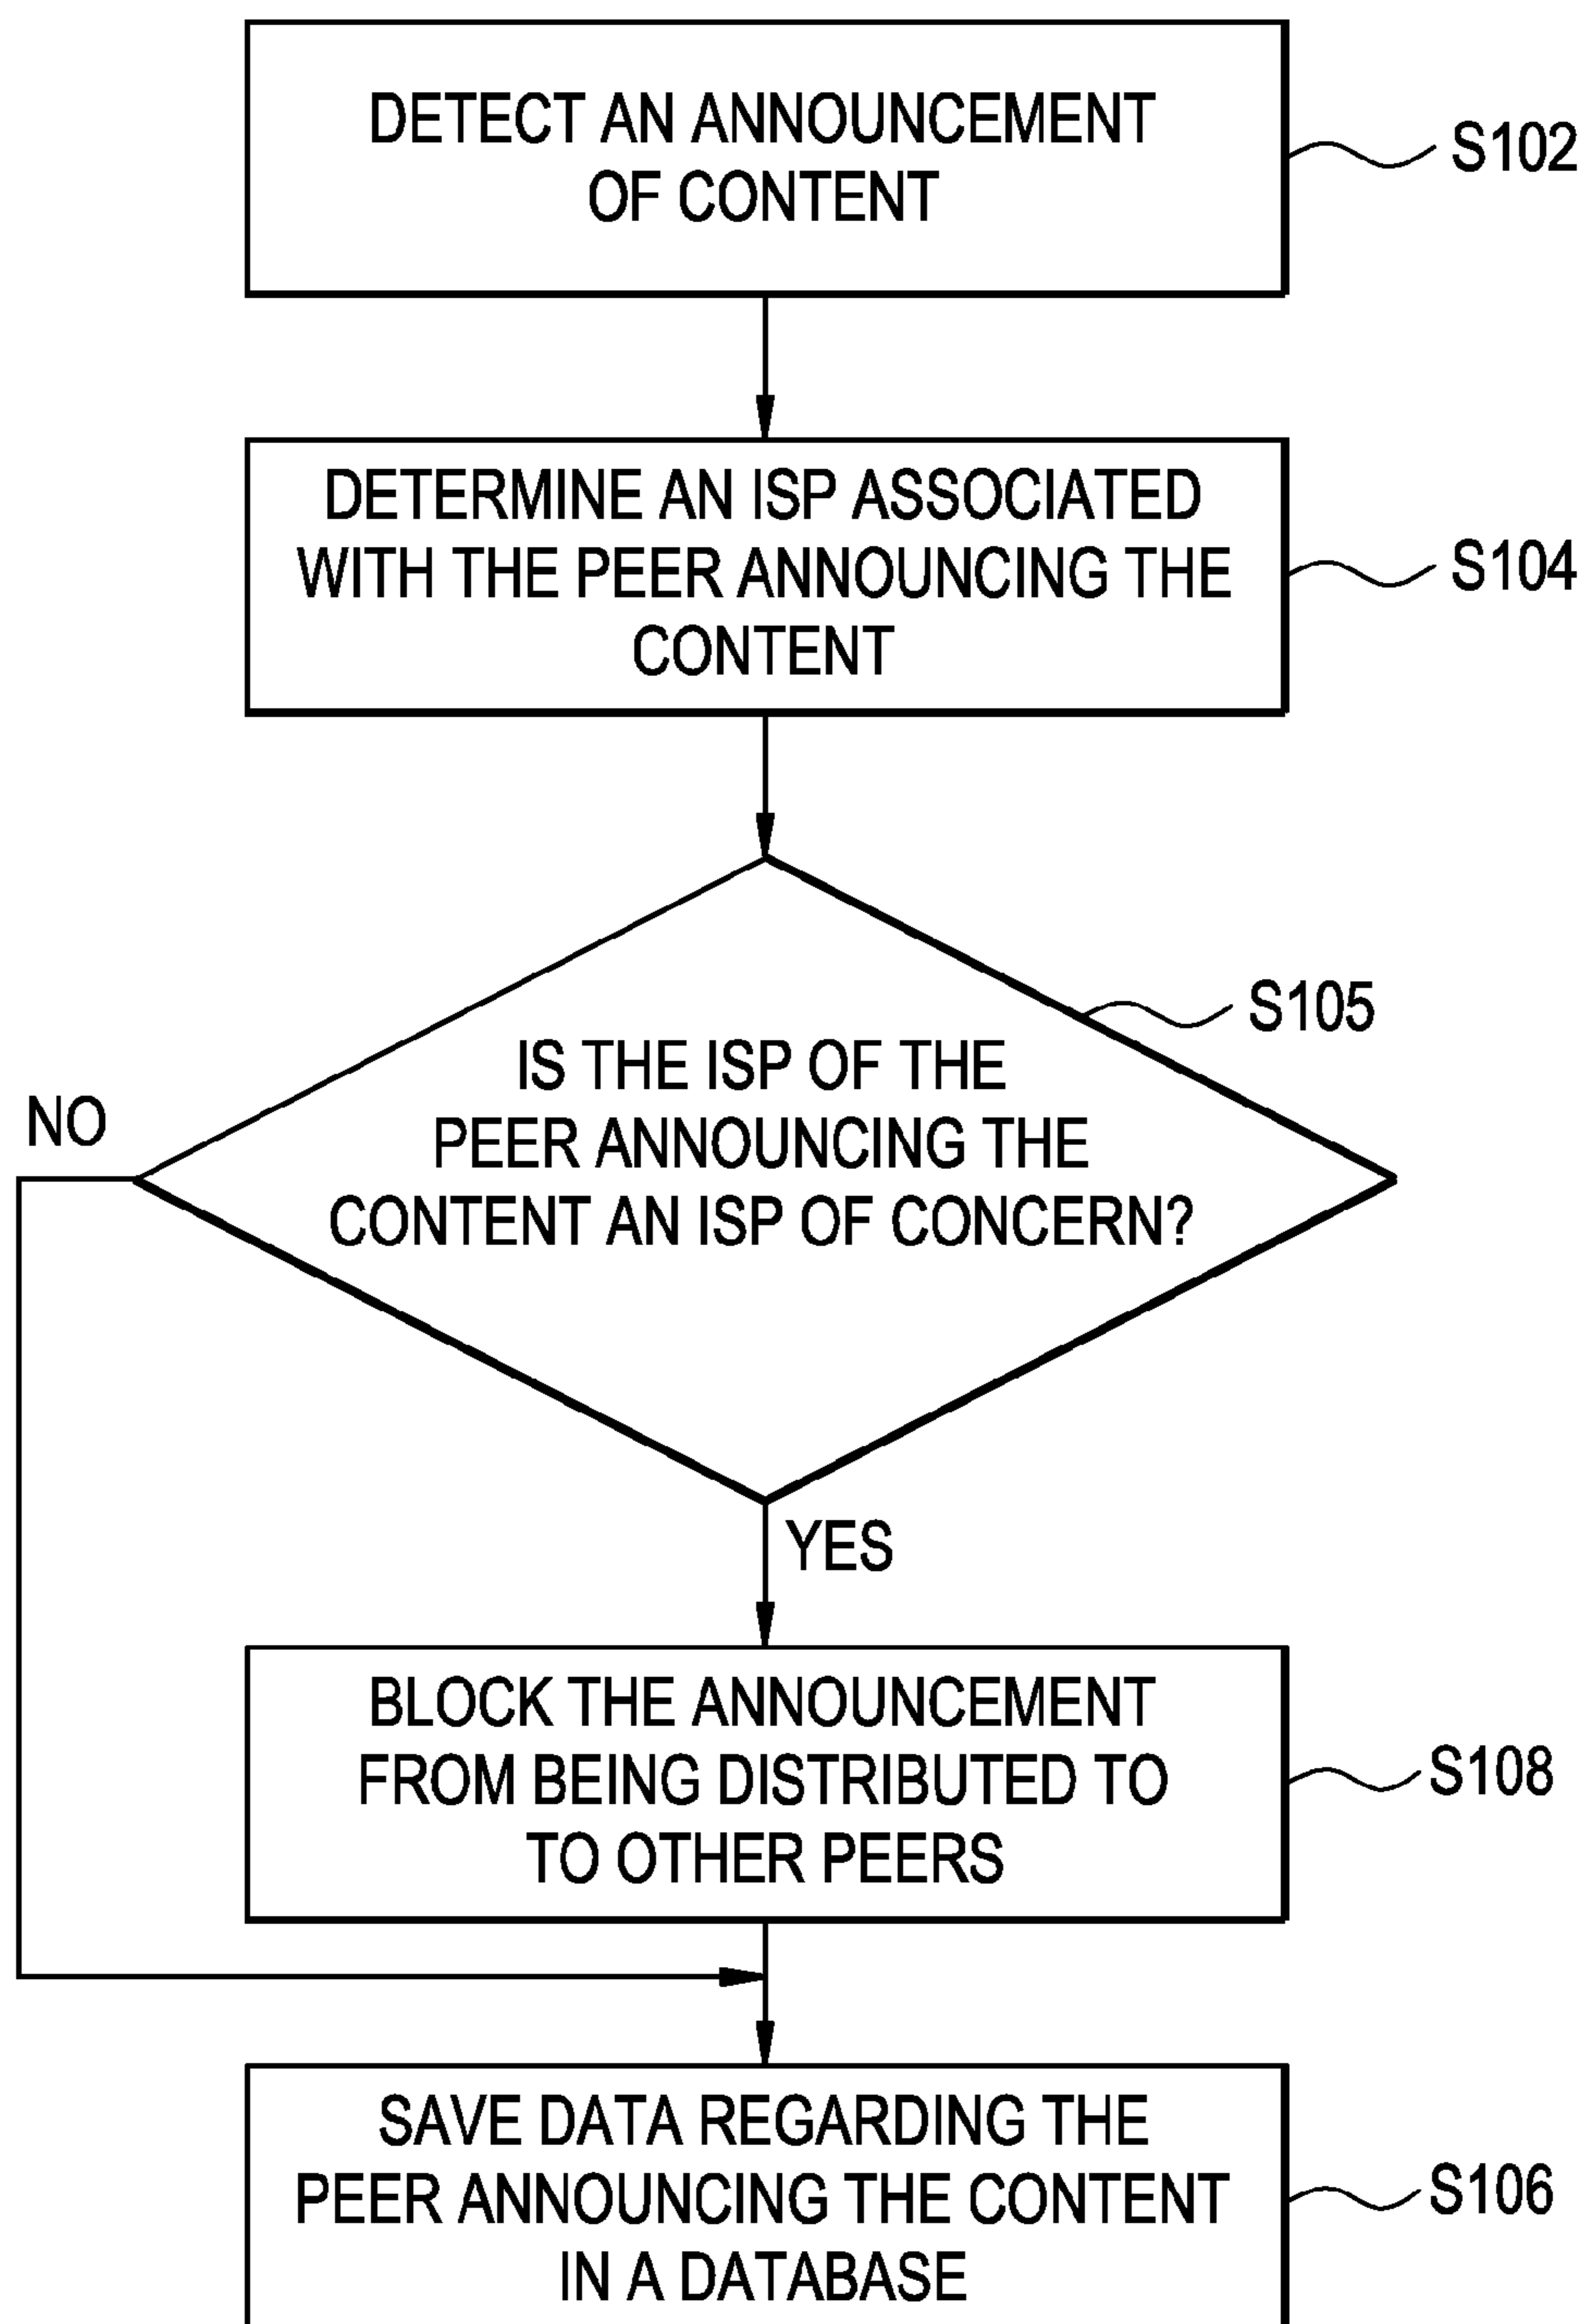 DETECT AN ANNOUNCEMENT
OF CONTENT
S102
DETERMINE AN ISP ASSOCIATED
WITH THE PEER ANNOUNCING THE
CONTENT
S104
S105
IS THE ISP OF THE
PEER ANNOUNCING THE
CONTENT AN ISP OF CONCERN?
NO
YES
BLOCK THE ANNOUNCEMENT
FROM BEING DISTRIBUTED TO
TO OTHER PEERS
S108
SAVE DATA REGARDING THE
PEER ANNOUNCING THE CONTENT
IN A DATABASE
S106